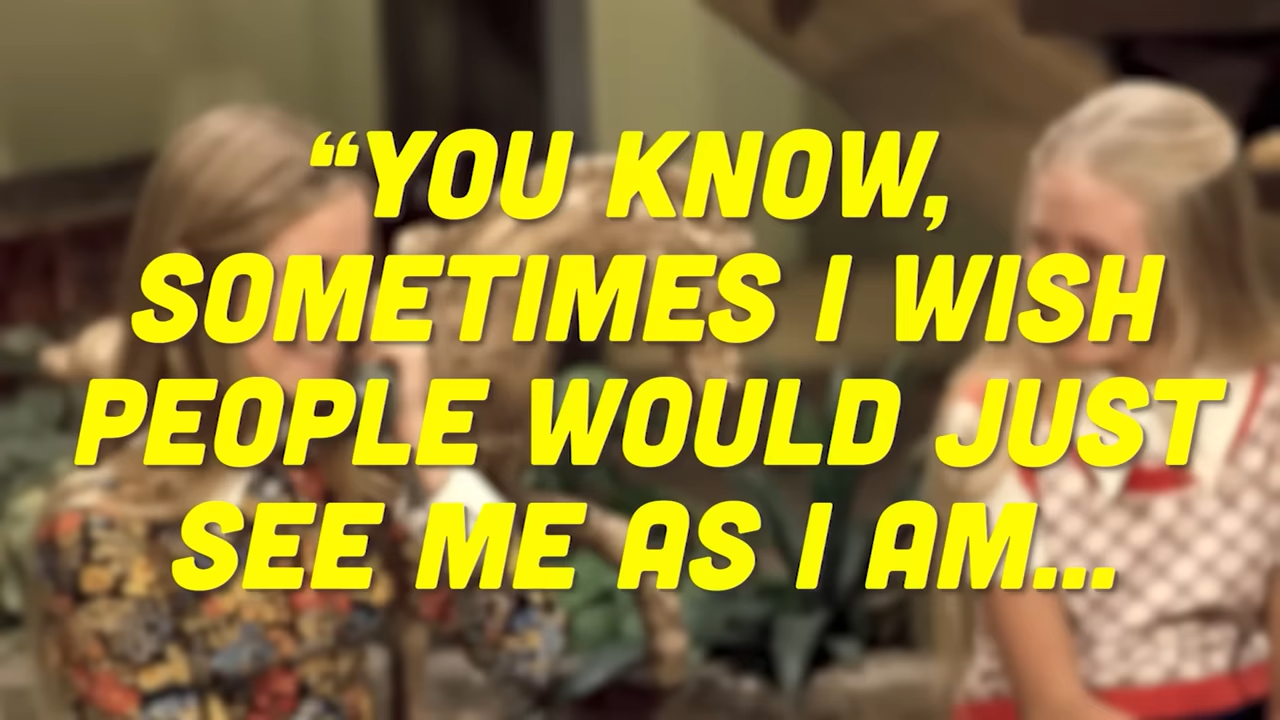 “YOU KNOW,
SOMETIMES I WISH
PEOPLE WOULD JUST
SEE ME AS I AM...